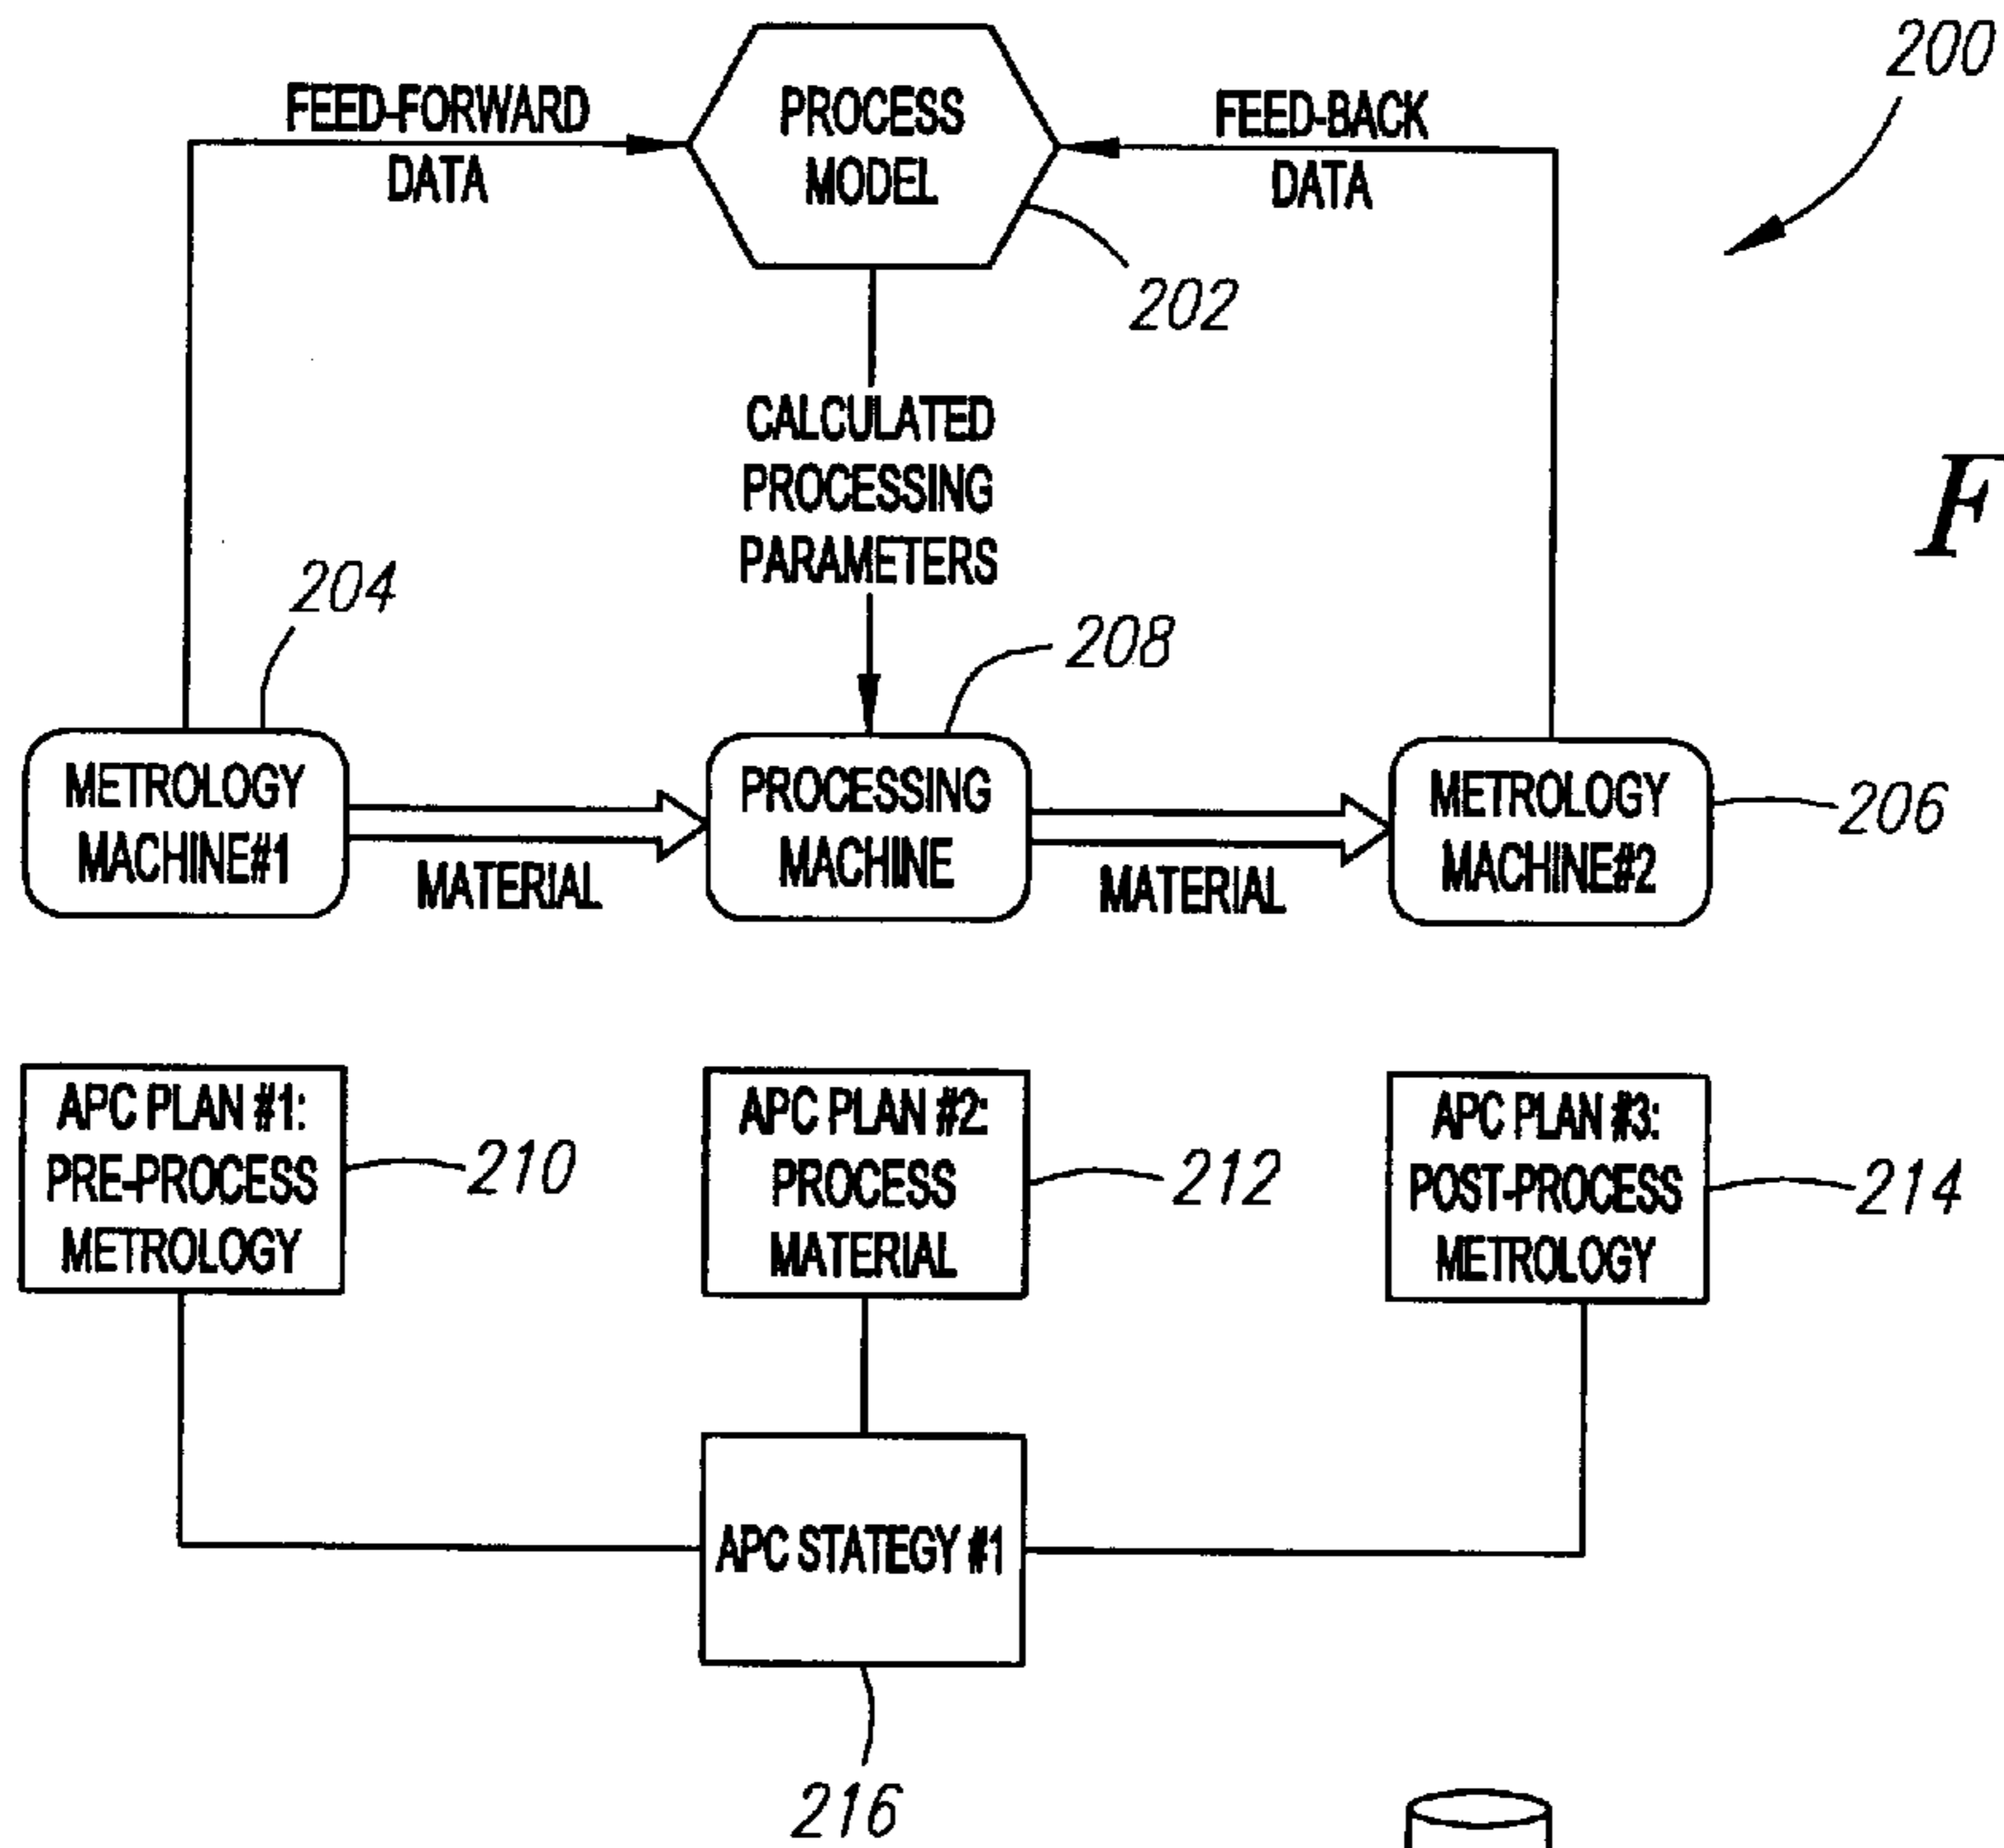 200
FEED-FORWARD
DATA
PROCESS
MODEL
FEED-BACK
DATA
202
CALCULATED
PROCESSING
PARAMETERS
F
204
208
METROLOGY
MACHINE#1
MATERIAL
PROCESSING
MACHINE
MATERIAL
METROLOGY
MACHINE#2
206
APC PLAN #1:
PRE-PROCESS
METROLOGY
210
APC PLAN #2:
PROCESS
MATERIAL
212
APC PLAN #3:
POST-PROCESS
METROLOGY
214
APC STATEGY #1
216